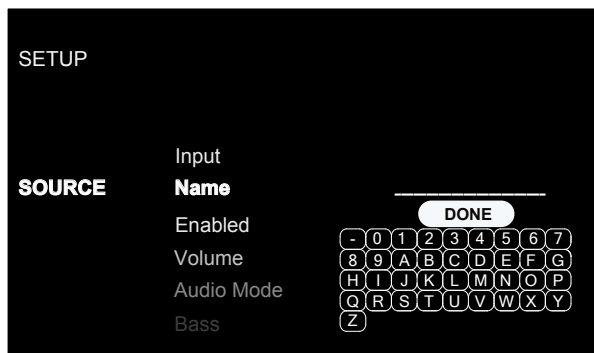 SETUP
Input
SOURCE Name ______________
DONE
Enabled
- 0 1 2 3 4 5 6 7
Volume
8 9 A B C D E F G
H I J K L M N O P
Audio Mode
Q R S T U V W X Y
Bass
Z